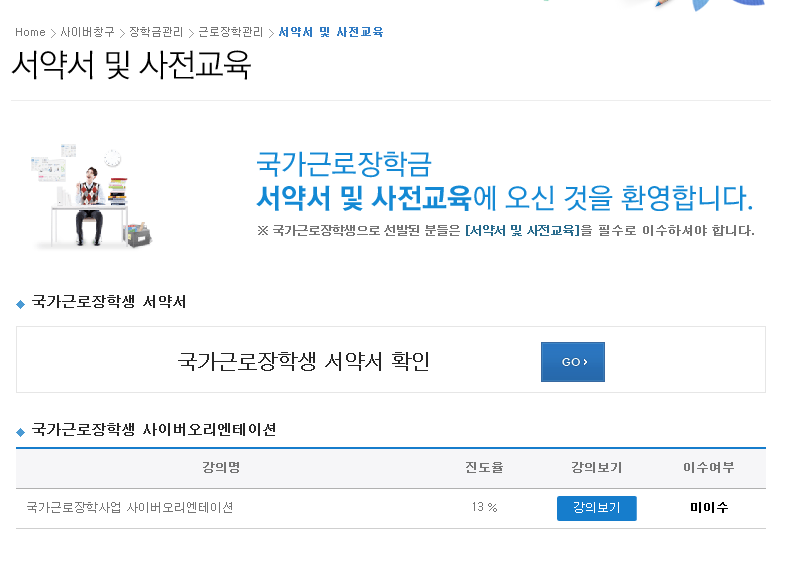 Home > 사이버창구 > 장학금관리 > 근로장학관리 > 서약서 및 사전교육
서약서 및 사전교육
국가근로장학금
서약서 및 사전교육에 오신 것을 환영합니다.
※ 국가근로장학생으로 선발된 분들은 [서약서 및 사전교육]을 필수로 이수하셔야 합니다.
◆ 국가근로장학생 서약서
국가근로장학생 서약서 확인 GO ›
◆ 국가근로장학생 사이버오리엔테이션
강의명 진도율 강의보기 이수여부
국가근로장학사업 사이버오리엔테이션 13 % 강의보기 미이수